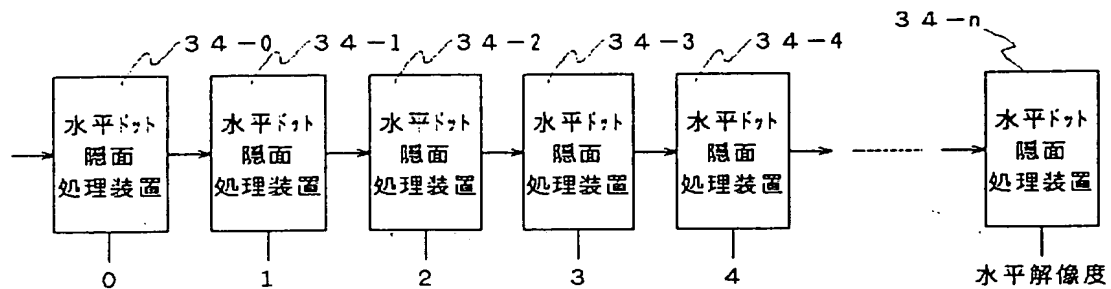 34-0
34-1
34-2
34-3
34-4
34-n
水平ドット
隠面
処理装置
水平ドット
隠面
処理装置
水平ドット
隠面
処理装置
水平ドット
隠面
処理装置
水平ドット
隠面
処理装置
水平ドット
隠面
処理装置
0
1
2
3
4
水平解像度